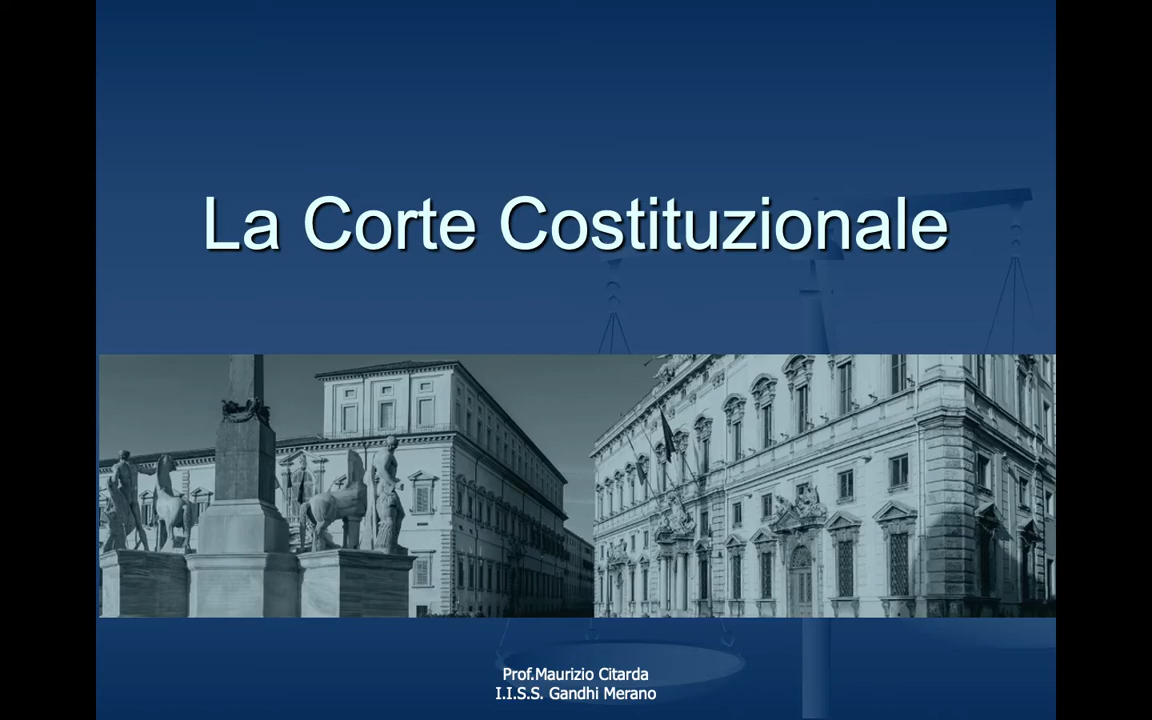 La Corte Costituzionale
Prof.Maurizio Citarda
I.I.S.S. Gandhi Merano